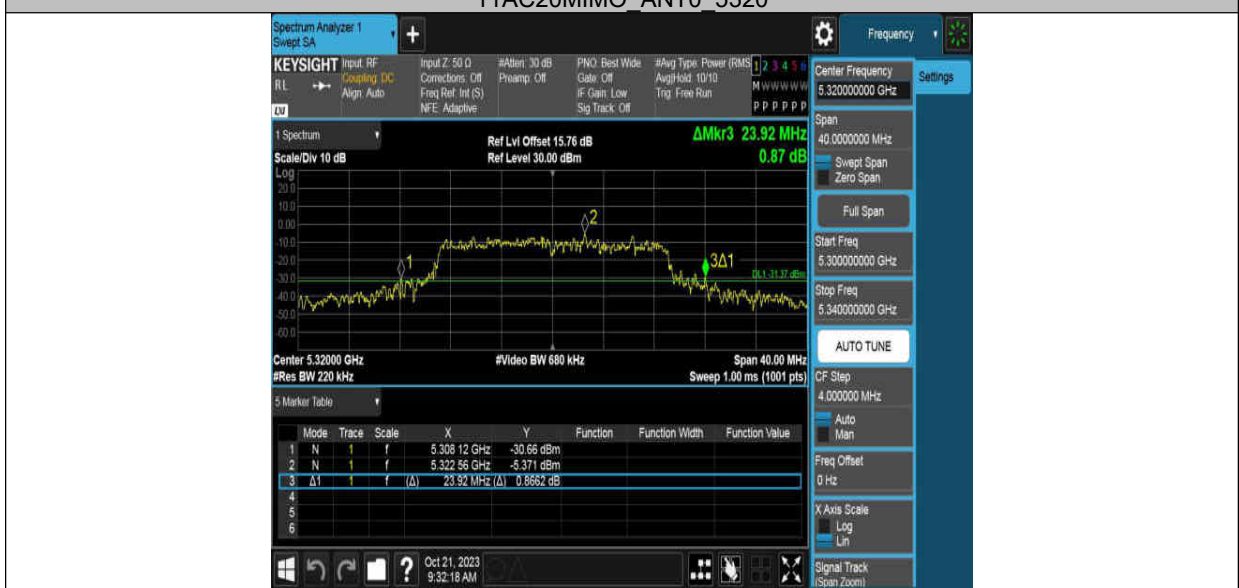 11AC20MIMO_ANT0_5320
Spectrum Analyzer 1
Swept SA
Frequency
KEYSIGHT
RL
Input: RF
Coupling: DC
Align: Auto
Input Z: 50 Ω
Corrections: Off
Freq Ref: Int (S)
NFE: Adaptive
#Atten: 30 dB
Preamp: Off
PNO: Best Wide
Gate: Off
IF Gain: Low
Sig Track: Off
#Avg Type: Power (RMS
Avg|Hold: 10/10
Trig: Free Run
1 2 3 4 5 6
M W W W W W
P P P P P P
Center Frequency
5.320000000 GHz
Settings
Span
40.0000000 MHz
Swept Span
Zero Span
Full Span
Start Freq
5.300000000 GHz
Stop Freq
5.340000000 GHz
AUTO TUNE
CF Step
4.000000 MHz
Auto
Man
Freq Offset
0 Hz
X Axis Scale
Log
Lin
Signal Track
(Span Zoom)
1 Spectrum
Scale/Div 10 dB
Ref Lvl Offset 15.76 dB
Ref Level 30.00 dBm
ΔMkr3 23.92 MHz
0.87 dB
Log
20.0
10.0
0.00
-10.0
-20.0
-30.0
-40.0
-50.0
-60.0
1
2
3Δ1
DL1 -31.37 dBm
Center 5.32000 GHz
#Res BW 220 kHz
#Video BW 680 kHz
Span 40.00 MHz
Sweep 1.00 ms (1001 pts)
5 Marker Table
Mode Trace Scale X Y Function Function Width Function Value
1 N 1 f 5.308 12 GHz -30.66 dBm
2 N 1 f 5.322 56 GHz -5.371 dBm
3 Δ1 1 f (Δ) 23.92 MHz (Δ) 0.8662 dB
4
5
6
?
Oct 21, 2023
9:32:18 AM